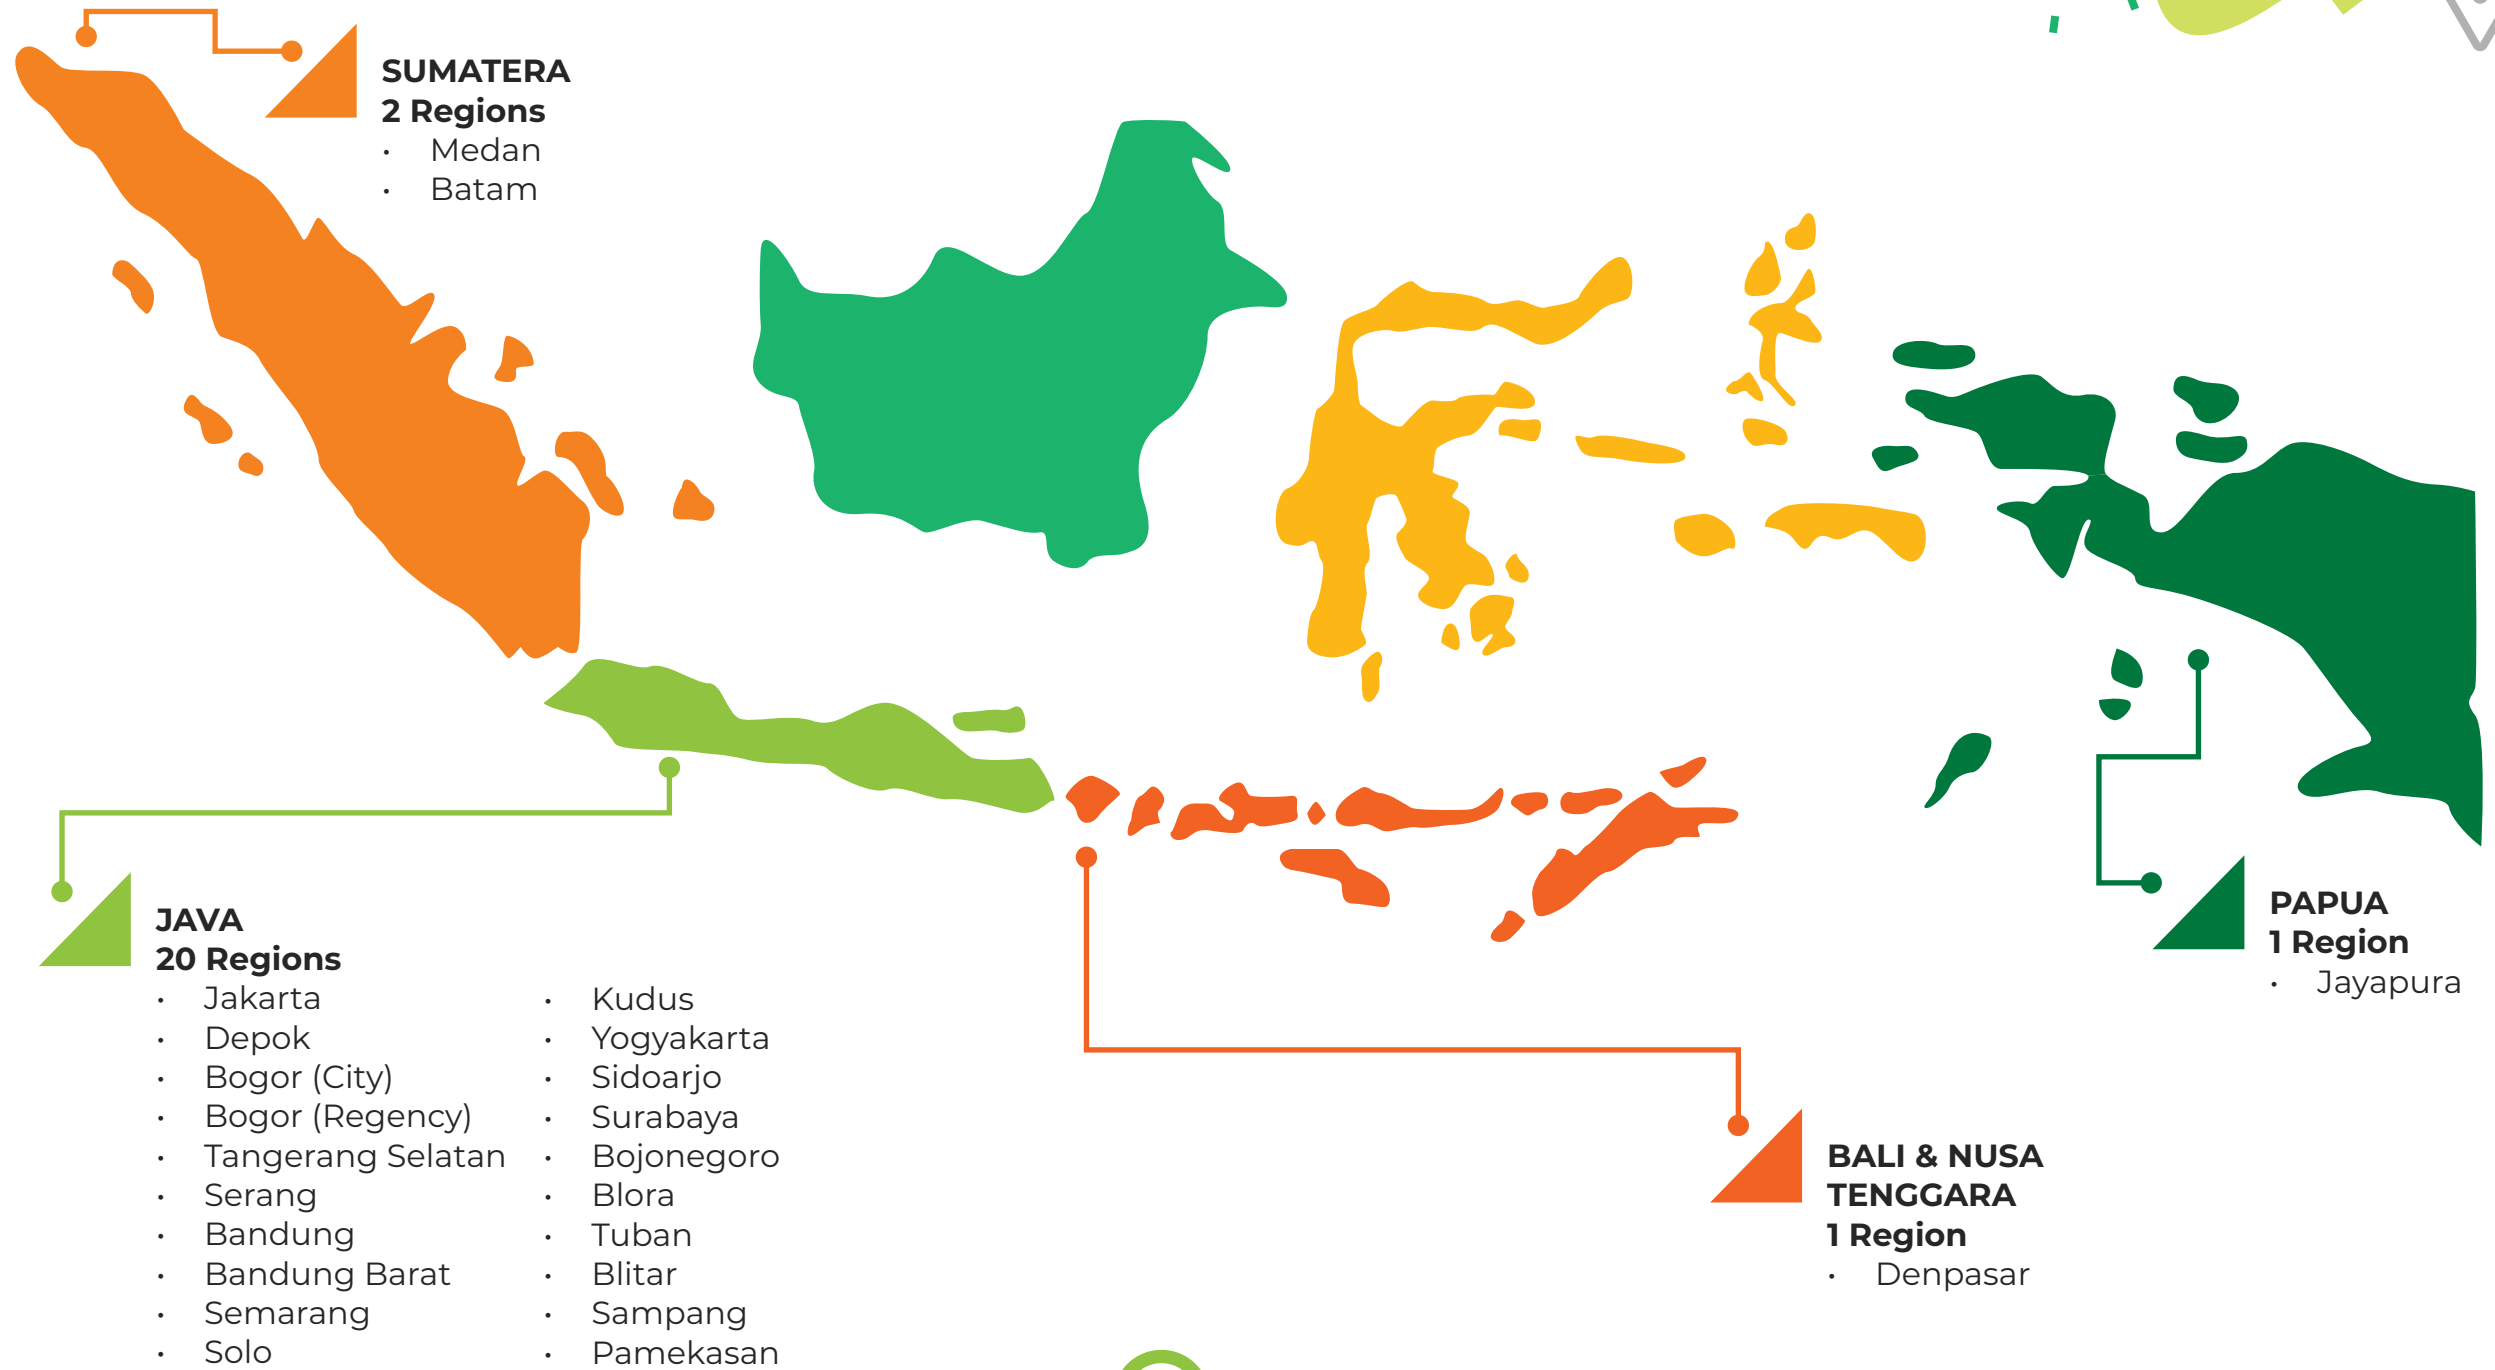 SUMATERA
2 Regions
• Medan
• Batam
JAVA
20 Regions
• Jakarta
• Depok
• Bogor (City)
• Bogor (Regency)
• Tangerang Selatan
• Serang
• Bandung
• Bandung Barat
• Semarang
• Solo
• Kudus
• Yogyakarta
• Sidoarjo
• Surabaya
• Bojonegoro
• Blora
• Tuban
• Blitar
• Sampang
• Pamekasan
BALI & NUSA
TENGGARA
1 Region
• Denpasar
PAPUA
1 Region
• Jayapura